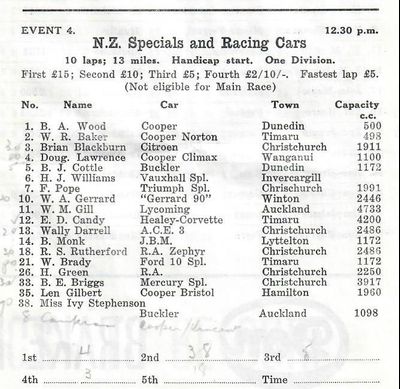 EVENT 4. 12.30 p.m.
N.Z. Specials and Racing Cars
10 laps; 13 miles. Handicap start. One Division.
First £15; Second £10; Third £5; Fourth £2/10/-. Fastest lap £5.
(Not eligible for Main Race)
No. Name Car Town Capacity
c.c.
1. B. A. Wood Cooper Dunedin 500
2. W. R. Baker Cooper Norton Timaru 498
3. Brian Blackburn Citroen Christchurch 1911
4. Doug. Lawrence Cooper Climax Wanganui 1100
5. B. J. Cottle Buckler Dunedin 1172
6. H. J. Williams Vauxhall Spl. Invercargill
7. F. Pope Triumph Spl. Chrischurch 1991
10. W. A. Gerrard "Gerrard 90" Winton 2446
11. W. M. Gill Lycoming Auckland 4733
12. E. D. Candy Healey-Corvette Timaru 4200
13. Wally Darrell A.C.E. 3 Christchurch 2486
14. B. Monk J.B.M. Lyttelton 1172
18. R. S. Rutherford R.A. Zephyr Christchurch 2486
21. W. Brady Ford 10 Spl. Timaru 1172
26. H. Green R.A. Christchurch 2250
33. B. E. Briggs Mercury Spl. Christchurch 3917
35. Len Gilbert Cooper Bristol Hamilton 1960
38. Miss Ivy Stephenson
Buckler Auckland 1098
1st 4 2nd 38 3rd
4th 3 5th Time